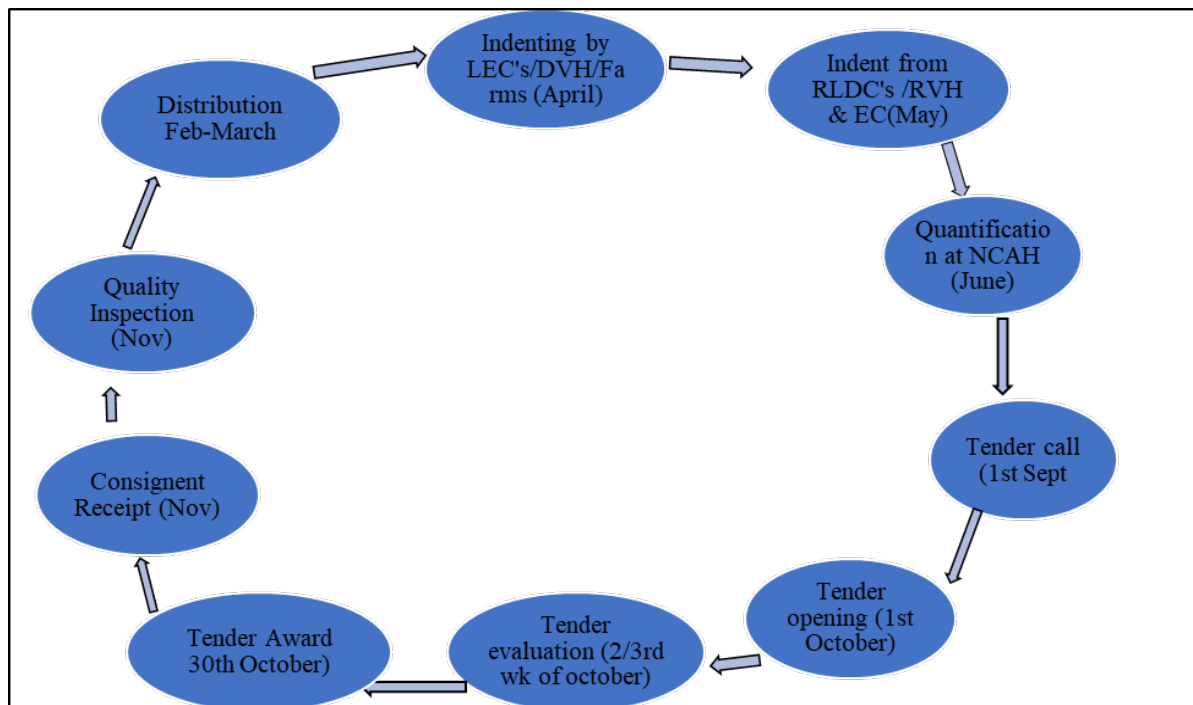 Indenting by
LEC's/DVH/Fa
rms (April)
Indent from
RLDC's /RVH
& EC(May)
Quantificatio
n at NCAH
(June)
Tender call
(1st Sept
Tender
opening (1st
October)
Tender
evaluation (2/3rd
wk of october)
Tender Award
30th October)
Consignent
Receipt (Nov)
Quality
Inspection
(Nov)
Distribution
Feb-March